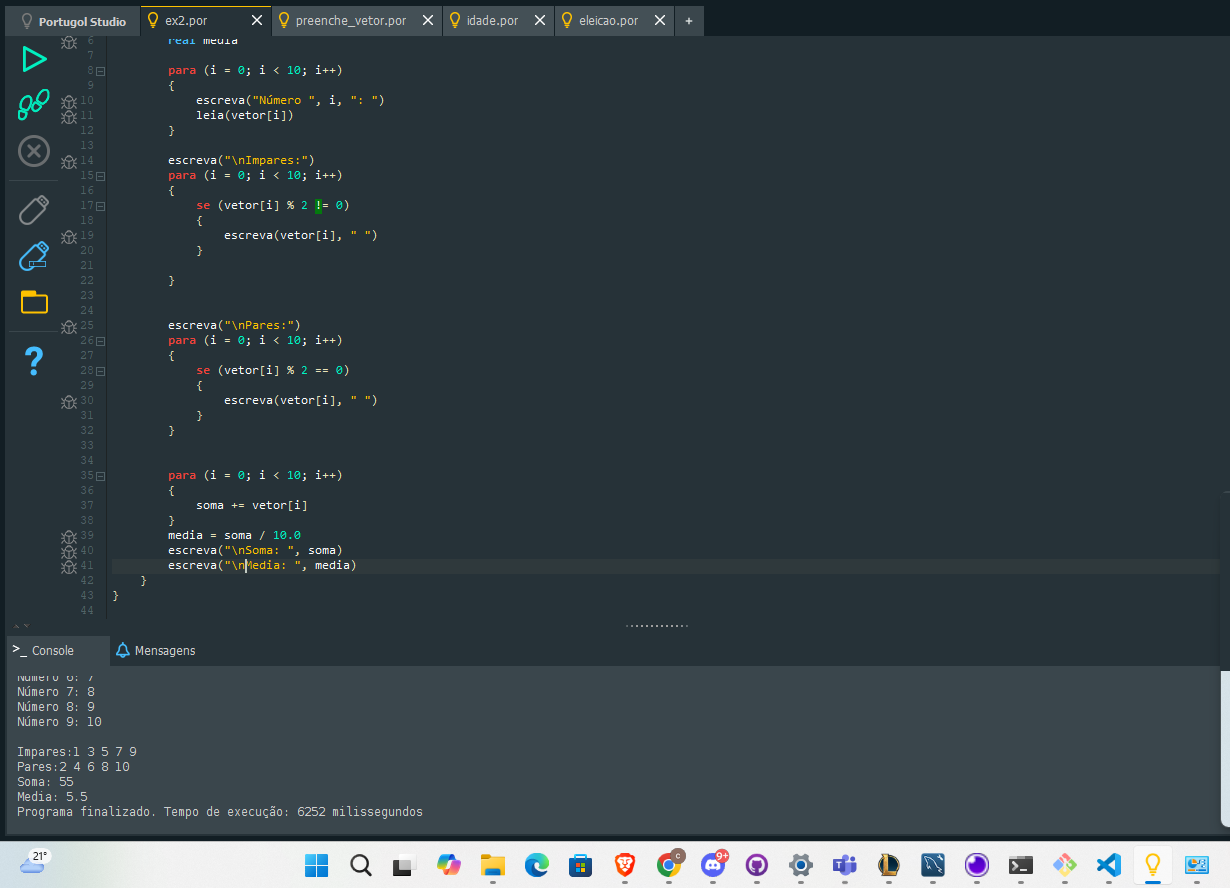 Portugol Studio
ex2.por
preenche_vetor.por
idade.por
eleicao.por
+
6 real media
7
8 para (i = 0; i < 10; i++)
9 {
10 escreva("Número ", i, ": ")
11 leia(vetor[i])
12 }
13
14 escreva("\nImpares:")
15 para (i = 0; i < 10; i++)
16 {
17 se (vetor[i] % 2 != 0)
18 {
19 escreva(vetor[i], " ")
20 }
21
22 }
23
24
25 escreva("\nPares:")
26 para (i = 0; i < 10; i++)
27 {
28 se (vetor[i] % 2 == 0)
29 {
30 escreva(vetor[i], " ")
31 }
32 }
33
34
35 para (i = 0; i < 10; i++)
36 {
37 soma += vetor[i]
38 }
39 media = soma / 10.0
40 escreva("\nSoma: ", soma)
41 escreva("\nMedia: ", media)
42 }
43 }
44
>_ Console
Mensagens
Número 6: 7
Número 7: 8
Número 8: 9
Número 9: 10
Impares:1 3 5 7 9
Pares:2 4 6 8 10
Soma: 55
Media: 5.5
Programa finalizado. Tempo de execução: 6252 milissegundos
21°
C
9+